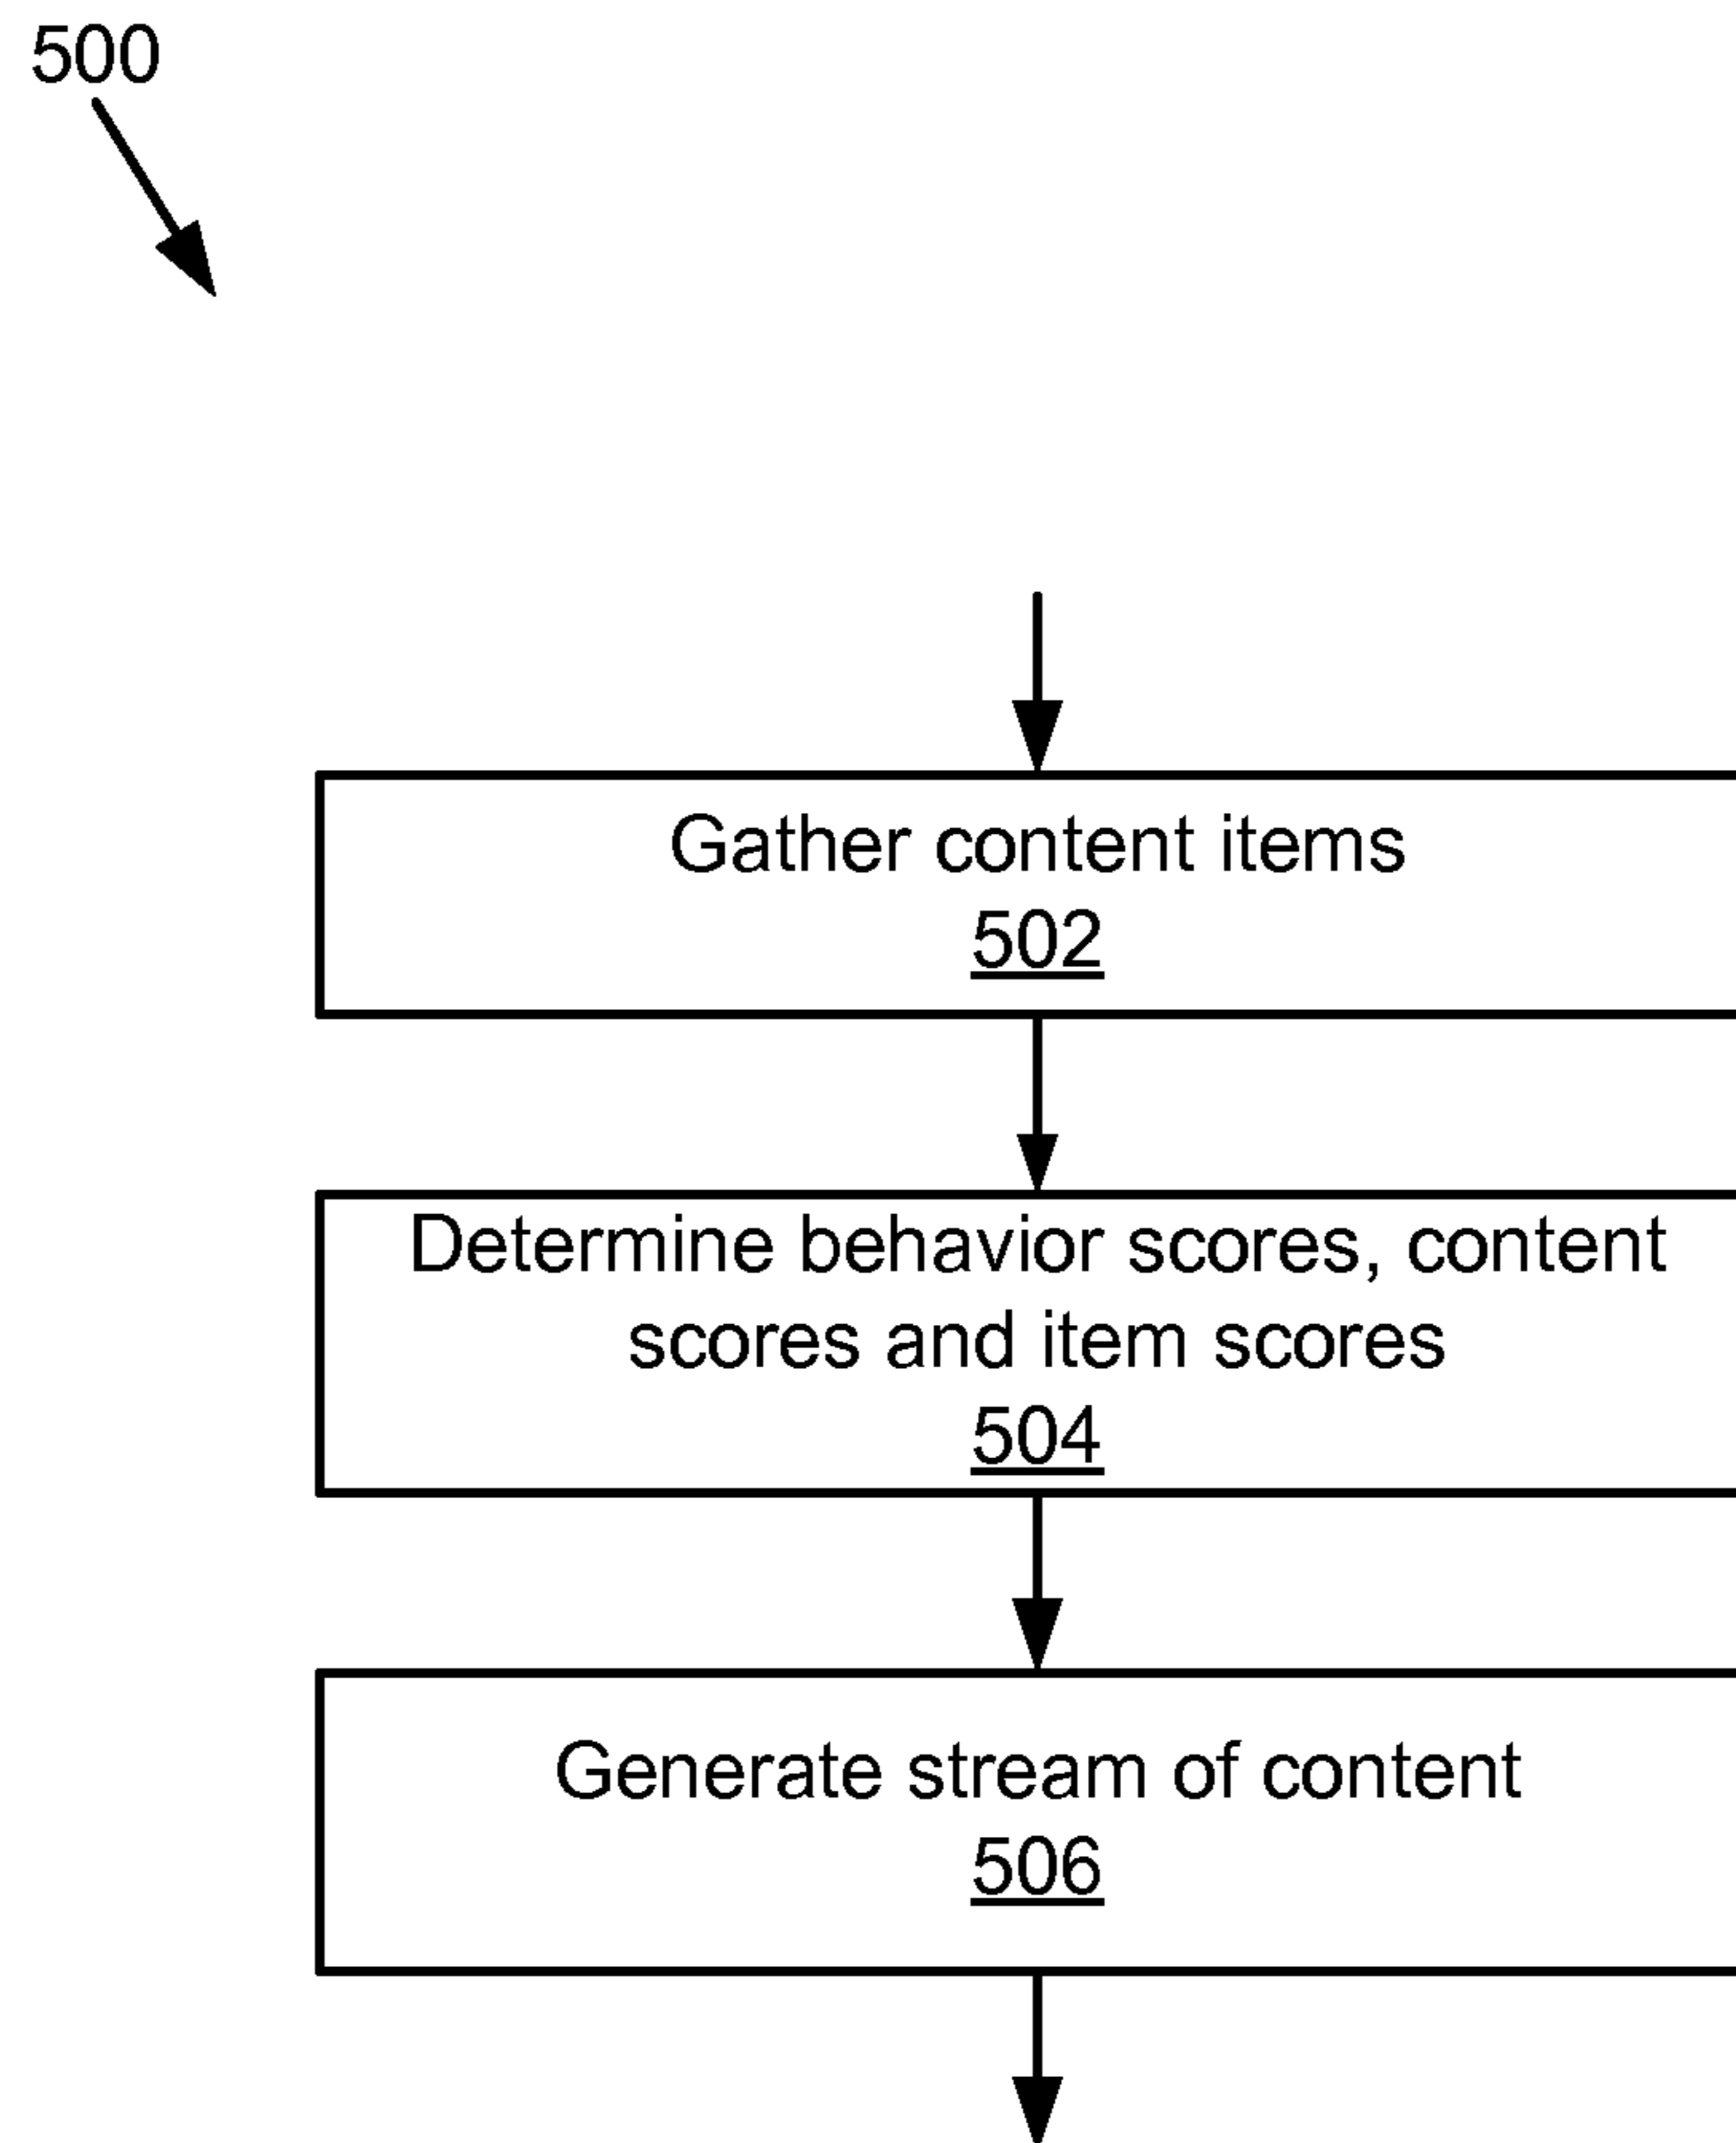 500
Gather content items
502
Determine behavior scores, content
scores and item scores
504
Generate stream of content
506